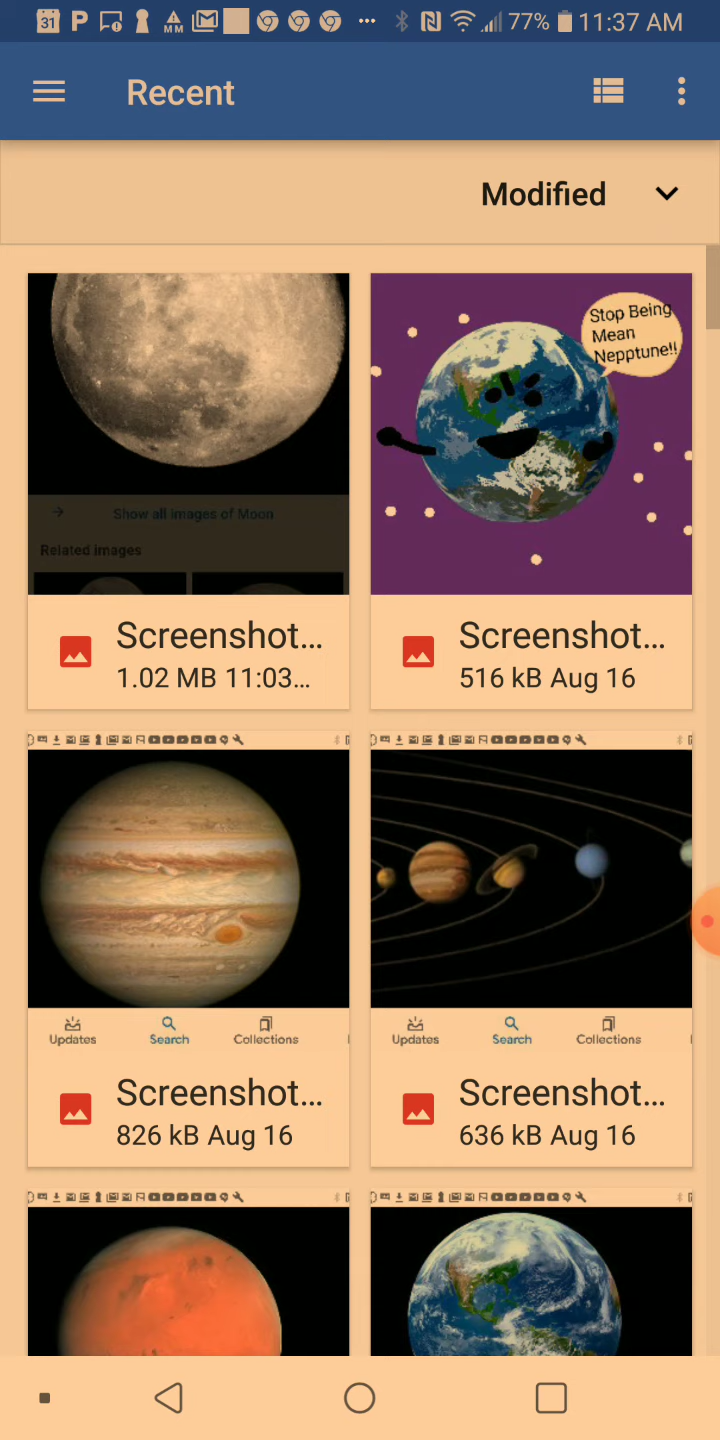 31 P MM ... 77% 11:37 AM
Recent
Modified
Show all images of Moon
Related images
Stop Being
Mean
Nepptune!!
Screenshot...
1.02 MB 11:03...
Screenshot...
516 kB Aug 16
Updates Search Collections
Updates Search Collections
Screenshot...
826 kB Aug 16
Screenshot...
636 kB Aug 16